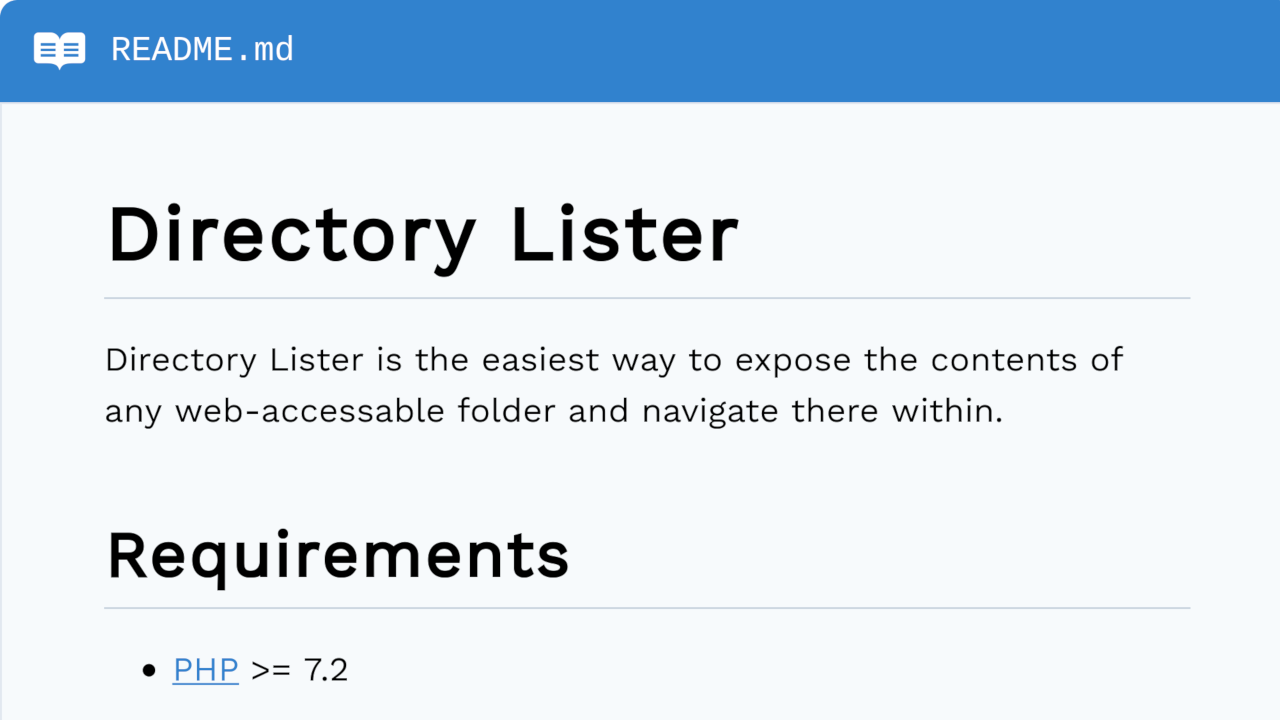 README.md
Directory Lister
Directory Lister is the easiest way to expose the contents of
any web-accessable folder and navigate there within.
Requirements
• PHP >= 7.2